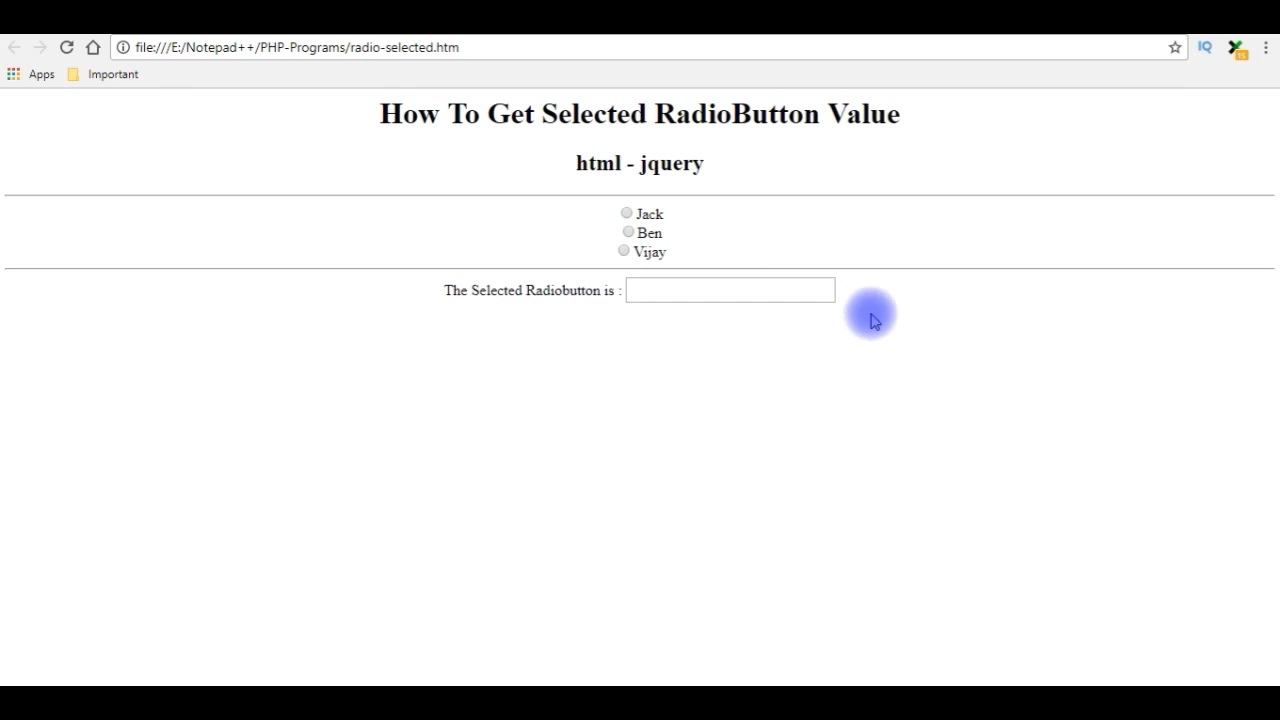 file:///E:/Notepad++/PHP-Programs/radio-selected.htm
IQ
15
Apps
Important
How To Get Selected RadioButton Value
html - jquery
Jack
Ben
Vijay
The Selected Radiobutton is :